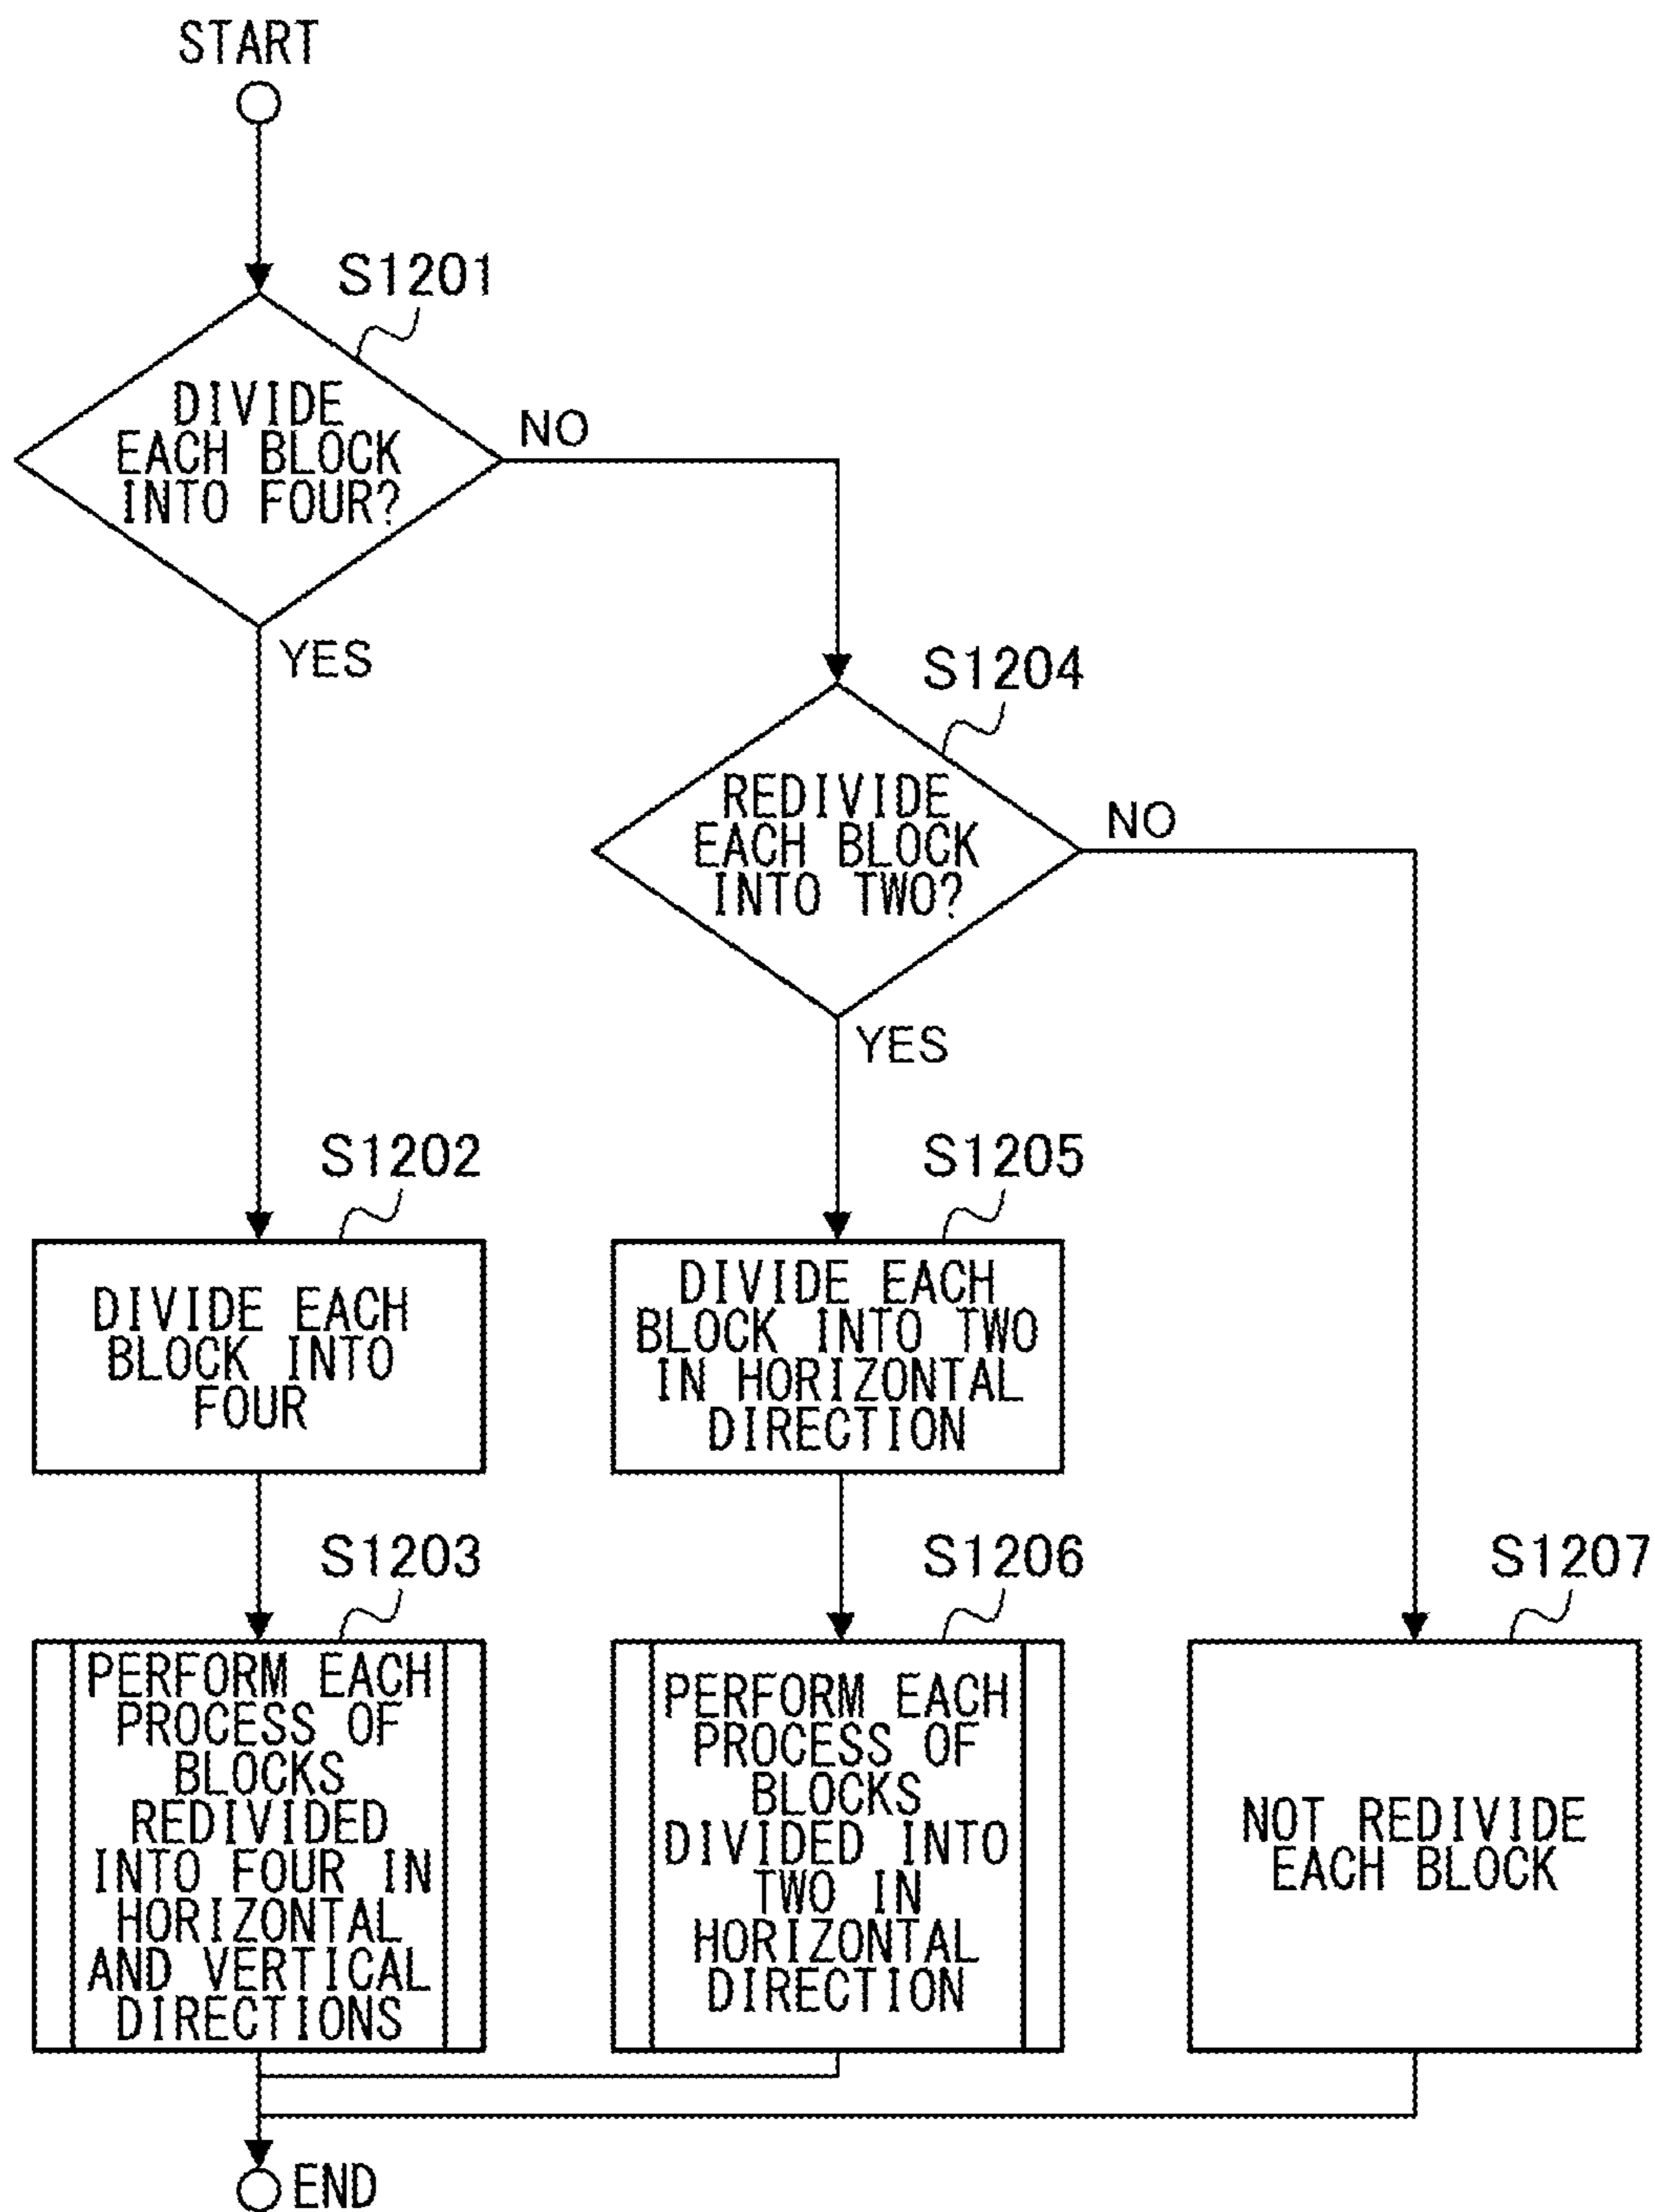 START
S1201
DIVIDE
EACH BLOCK
INTO FOUR?
NO
YES
S1204
REDIVIDE
EACH BLOCK
INTO TWO?
NO
YES
S1202
DIVIDE EACH
BLOCK INTO
FOUR
S1205
DIVIDE EACH
BLOCK INTO TWO
IN HORIZONTAL
DIRECTION
S1203
PERFORM EACH
PROCESS OF
BLOCKS
REDIVIDED
INTO FOUR IN
HORIZONTAL
AND VERTICAL
DIRECTIONS
S1206
PERFORM EACH
PROCESS OF
BLOCKS
DIVIDED INTO
TWO IN
HORIZONTAL
DIRECTION
S1207
NOT REDIVIDE
EACH BLOCK
END